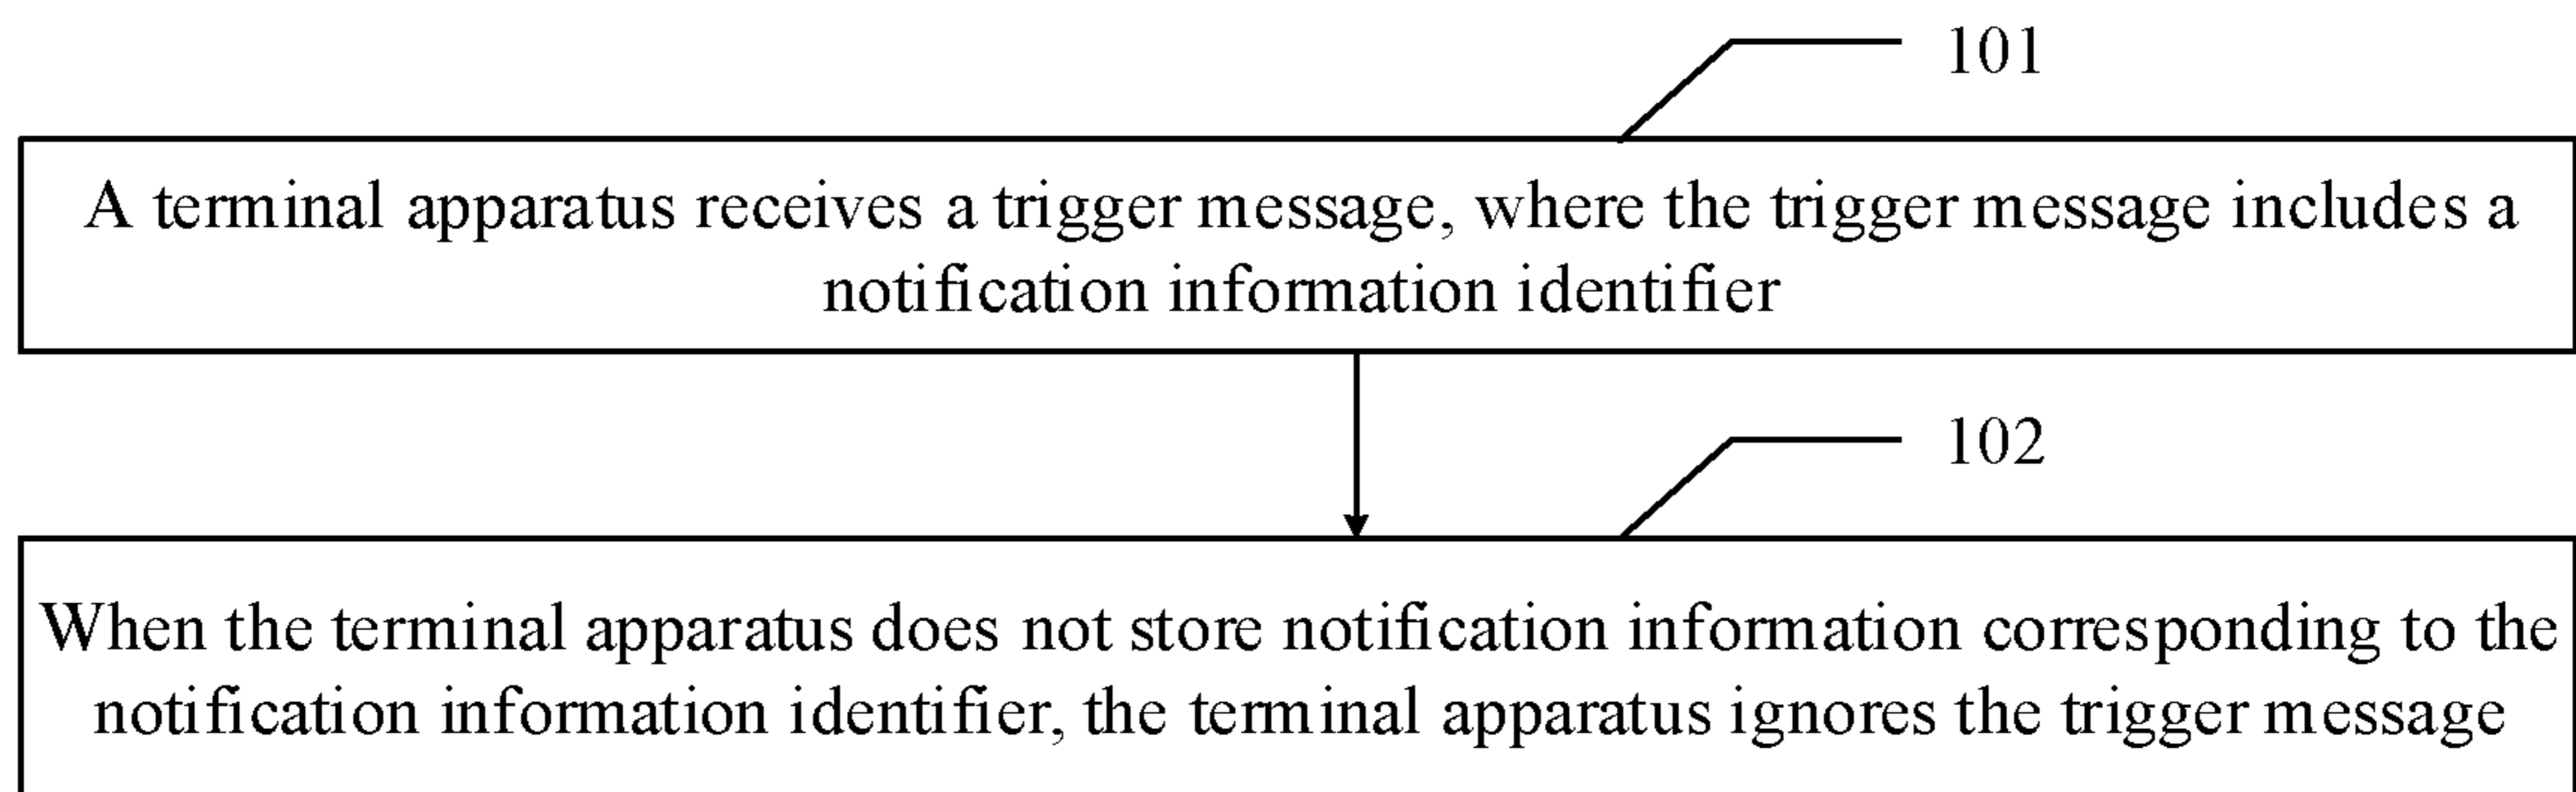 101
A terminal apparatus receives a trigger message, where the trigger message includes a
notification information identifier
102
When the terminal apparatus does not store notification information corresponding to the
notification information identifier, the terminal apparatus ignores the trigger message